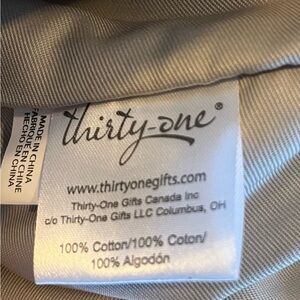 thirty-one®
www.thirtyonegifts.com
Thirty-One Gifts Canada Inc
c/o Thirty-One Gifts LLC Columbus, OH
100% Cotton/100% Coton/
100% Algodón
MADE IN CHINA
FABRIQUÉ EN CHINE
HECHO EN CHINA